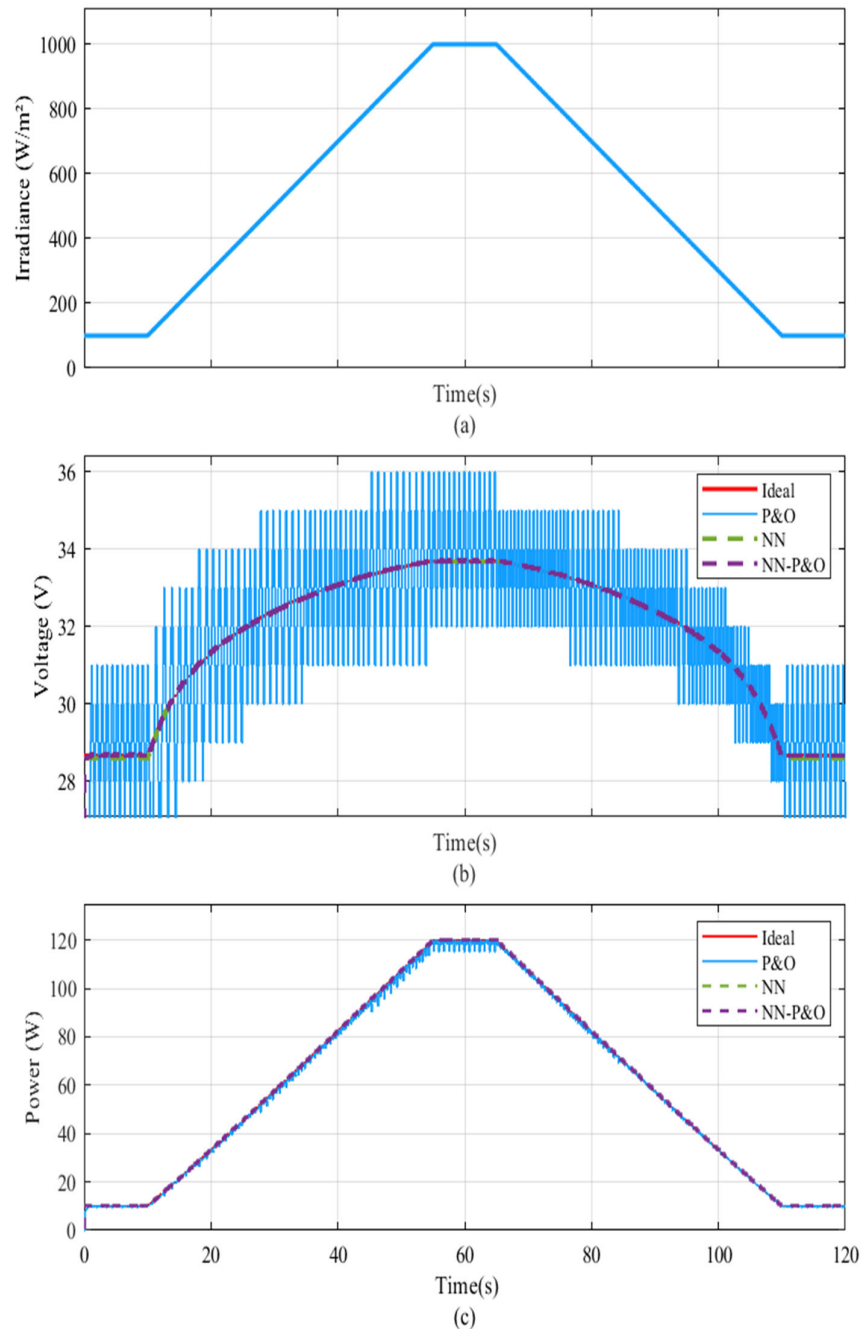 Irradiance (W/m²)
1000
800
600
400
200
0
Time(s)
(a)
Voltage (V)
36
34
32
30
28
Ideal
P&O
NN
NN-P&O
Time(s)
(b)
Power (W)
120
100
80
60
40
20
0
Ideal
P&O
NN
NN-P&O
0 20 40 60 80 100 120
Time(s)
(c)